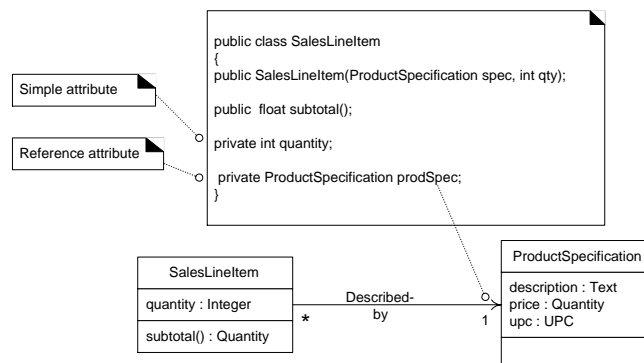 public class SalesLineItem
{
public SalesLineItem(ProductSpecification spec, int qty);
Simple attribute
public float subtotal();
private int quantity;
Reference attribute
private ProductSpecification prodSpec;
}
ProductSpecification
SalesLineItem
description : Text
quantity : Integer
Described-
by
price : Quantity
*
1
upc : UPC
subtotal() : Quantity